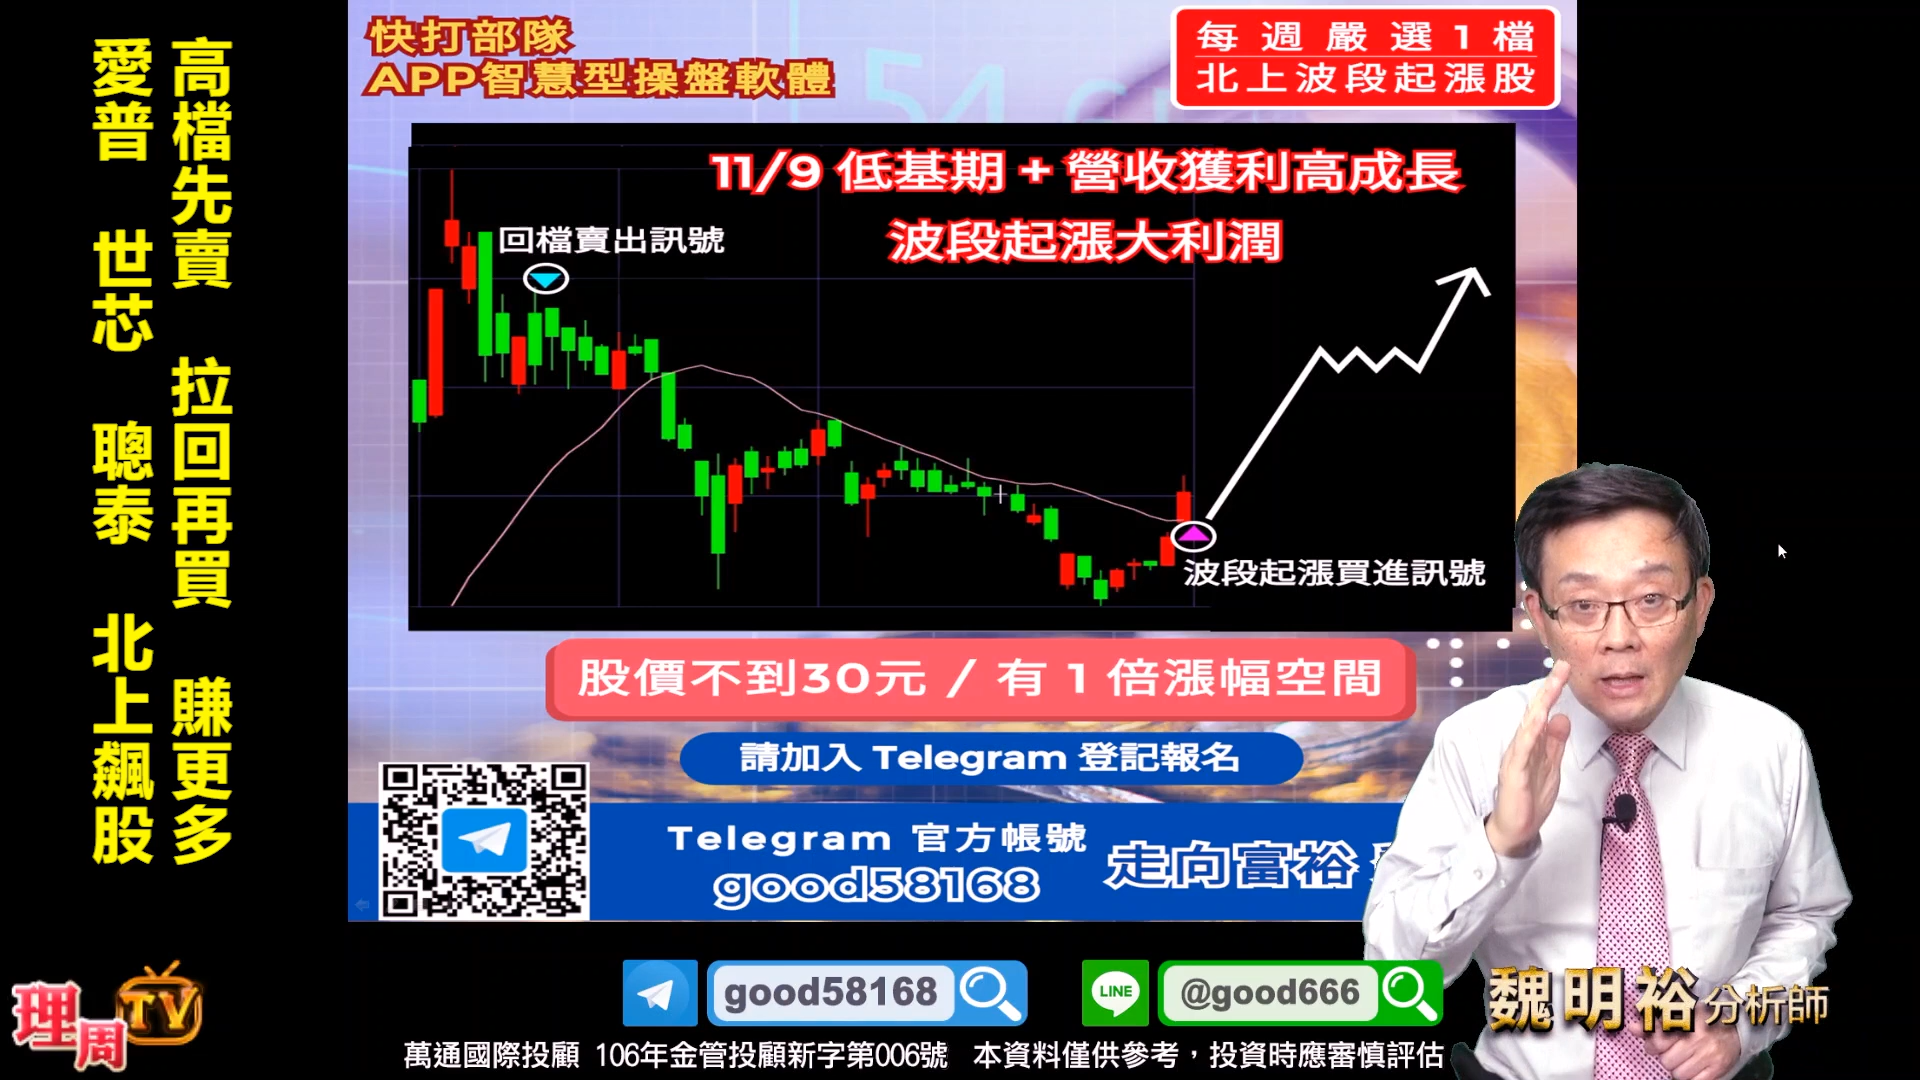 高檔先賣 拉回再買 賺更多
愛普 世芯 聰泰 北上飆股
快打部隊
APP智慧型操盤軟體
每週嚴選1檔
北上波段起漲股
11/9 低基期 + 營收獲利高成長
波段起漲大利潤
回檔賣出訊號
波段起漲買進訊號
股價不到30元 / 有 1 倍漲幅空間
請加入 Telegram 登記報名
Telegram 官方帳號
good58168
走向富裕
good58168
LINE
@good666
魏明裕分析師
理周TV
萬通國際投顧 106年金管投顧新字第006號 本資料僅供參考，投資時應審慎評估